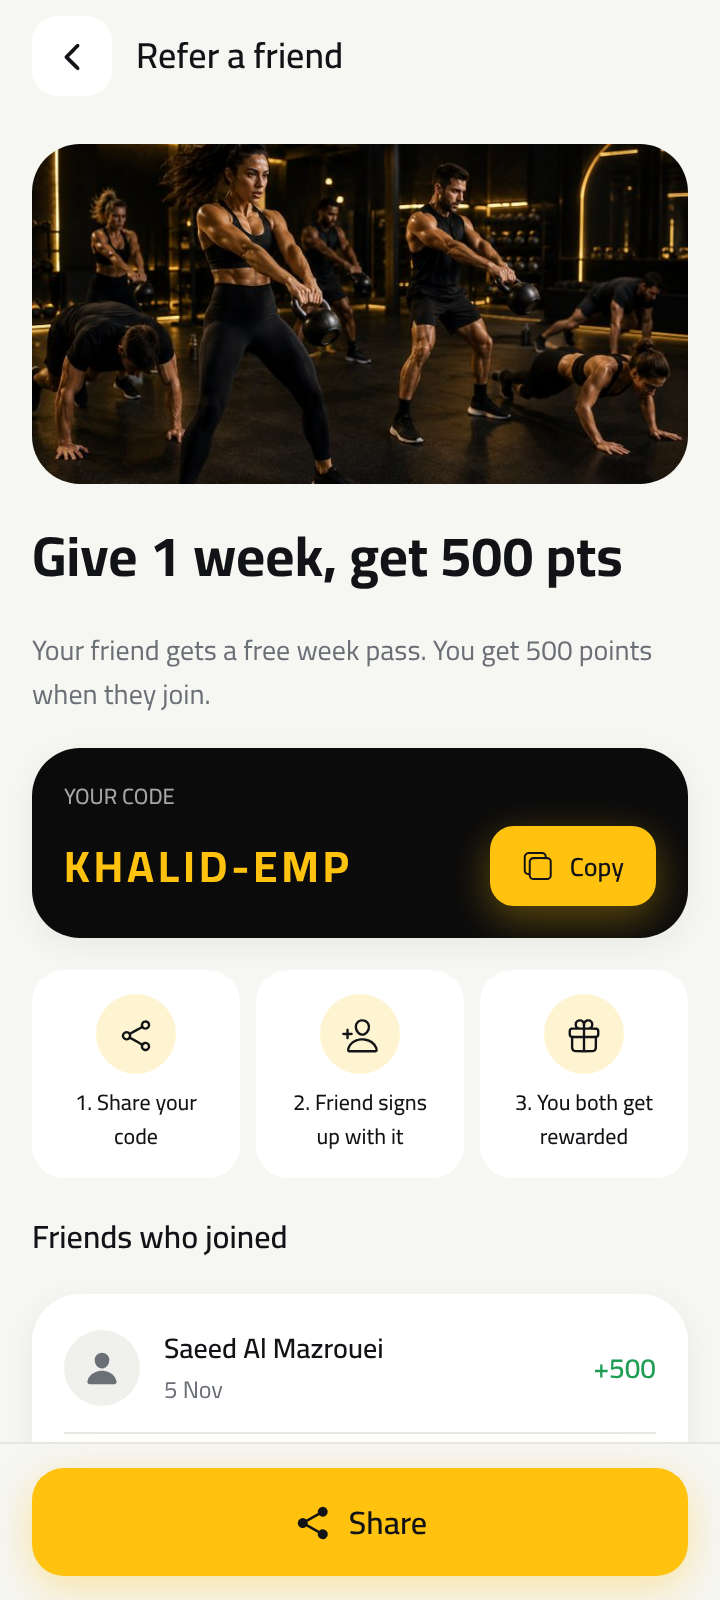 Refer a friend
Give 1 week, get 500 pts
Your friend gets a free week pass. You get 500 points
when they join.
YOUR CODE
KHALID-EMP
Copy
1. Share your
code
2. Friend signs
up with it
3. You both get
rewarded
Friends who joined
Saeed Al Mazrouei
5 Nov
+500
Share